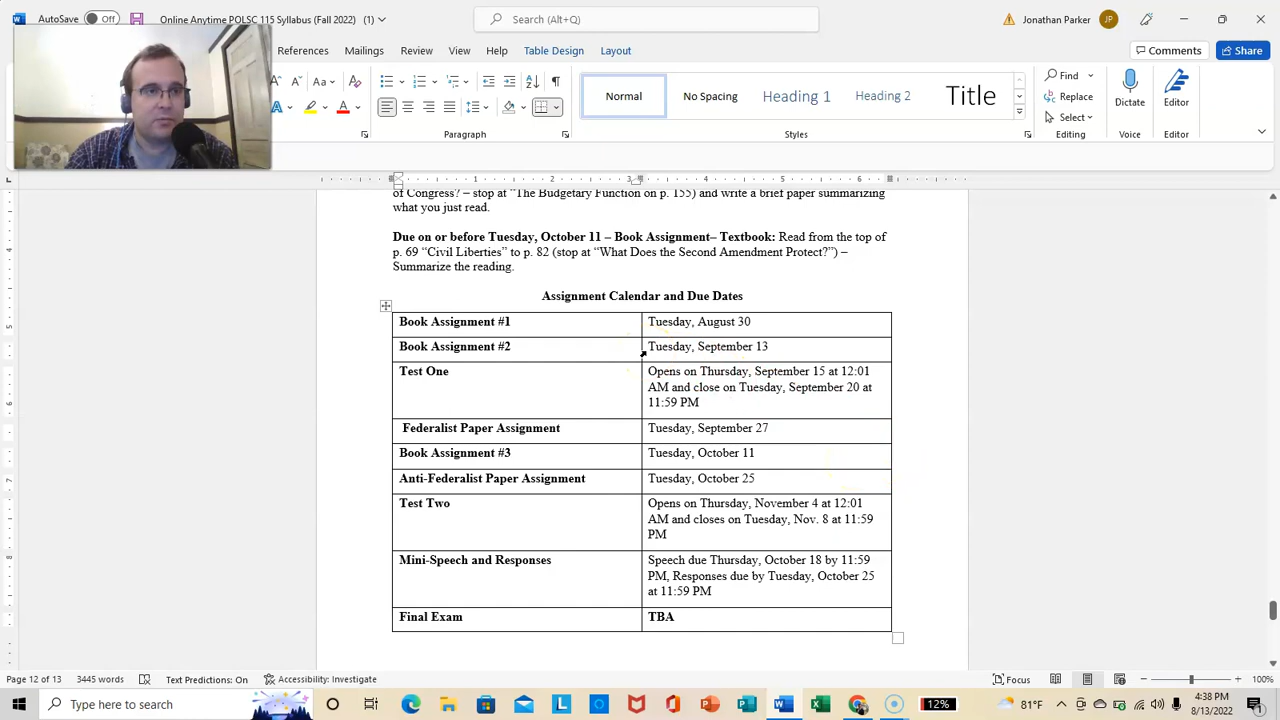 AutoSave Off Online Anytime POLSC 115 Syllabus (Fall 2022) (1) Search (Alt+Q) Jonathan Parker JP
References Mailings Review View Help Table Design Layout Comments Share
Aa Normal No Spacing Heading 1 Heading 2 Title Find Replace Select Dictate Editor
Paragraph Styles Editing Voice Editor
1 2 3 4 5 6
of Congress? – stop at “The Budgetary Function on p. 155) and write a brief paper summarizing
what you just read.
Due on or before Tuesday, October 11 – Book Assignment– Textbook: Read from the top of
p. 69 “Civil Liberties” to p. 82 (stop at “What Does the Second Amendment Protect?”) –
Summarize the reading.
Assignment Calendar and Due Dates
Book Assignment #1 Tuesday, August 30
Book Assignment #2 Tuesday, September 13
Test One Opens on Thursday, September 15 at 12:01
AM and close on Tuesday, September 20 at
11:59 PM
Federalist Paper Assignment Tuesday, September 27
Book Assignment #3 Tuesday, October 11
Anti-Federalist Paper Assignment Tuesday, October 25
Test Two Opens on Thursday, November 4 at 12:01
AM and closes on Tuesday, Nov. 8 at 11:59
PM
Mini-Speech and Responses Speech due Thursday, October 18 by 11:59
PM, Responses due by Tuesday, October 25
at 11:59 PM
Final Exam TBA
Page 12 of 13 3445 words Text Predictions: On Accessibility: Investigate Focus 100%
Type here to search 12% 81°F 4:38 PM
8/13/2022